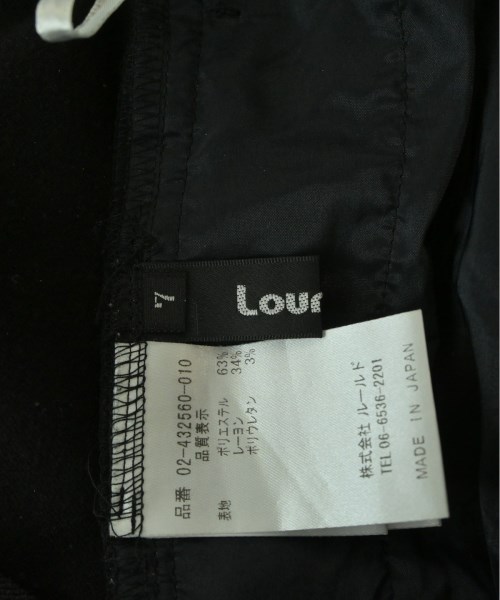 Lour
品番 02-432560-010
品質表示
表地 ポリエステル 63%
レーヨン 34%
ポリウレタン 3%
株式会社 ルールド
TEL 06-6536-2201
MADE IN JAPAN